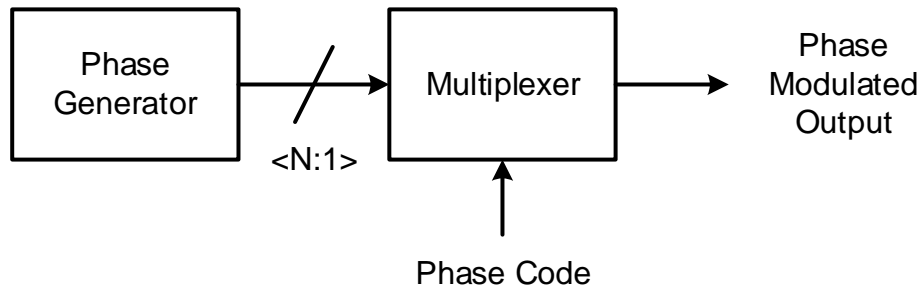 Phase
Generator
<N:1>
Multiplexer
Phase
Modulated
Output
Phase Code